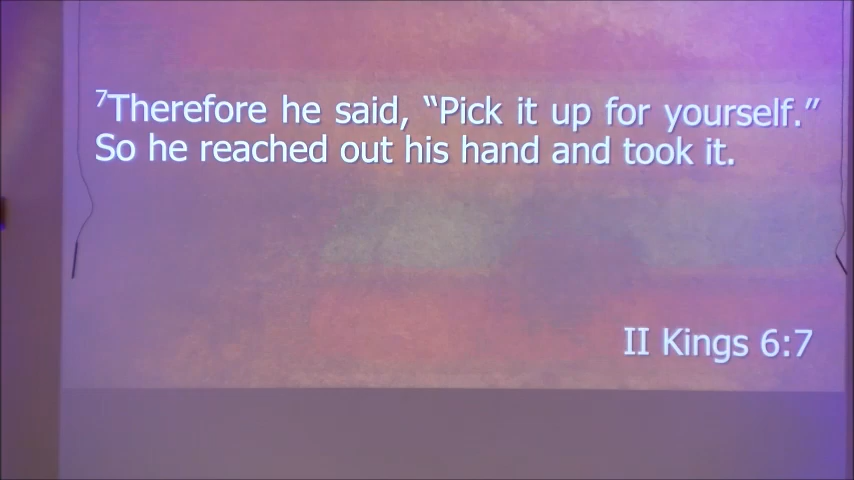 7Therefore he said, “Pick it up for yourself.”
So he reached out his hand and took it.
II Kings 6:7